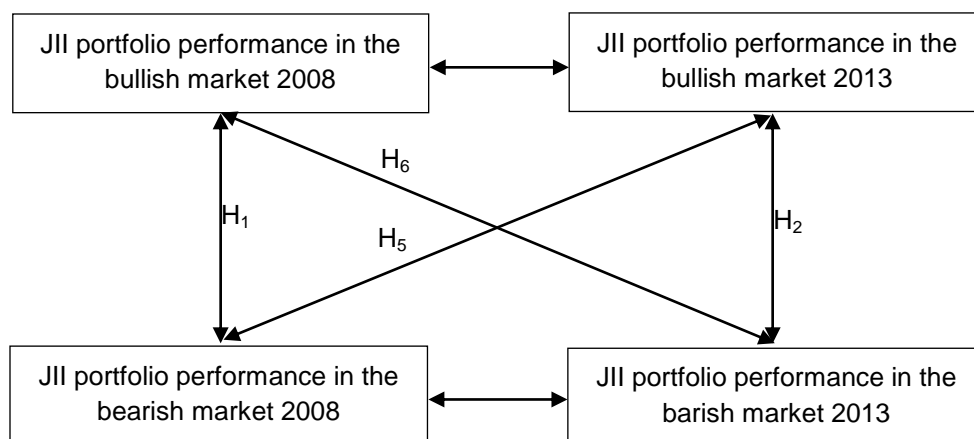 JII portfolio performance in the
bullish market 2008
JII portfolio performance in the
bullish market 2013
H₆
H₁
H₅
H₂
JII portfolio performance in the
bearish market 2008
JII portfolio performance in the
barish market 2013